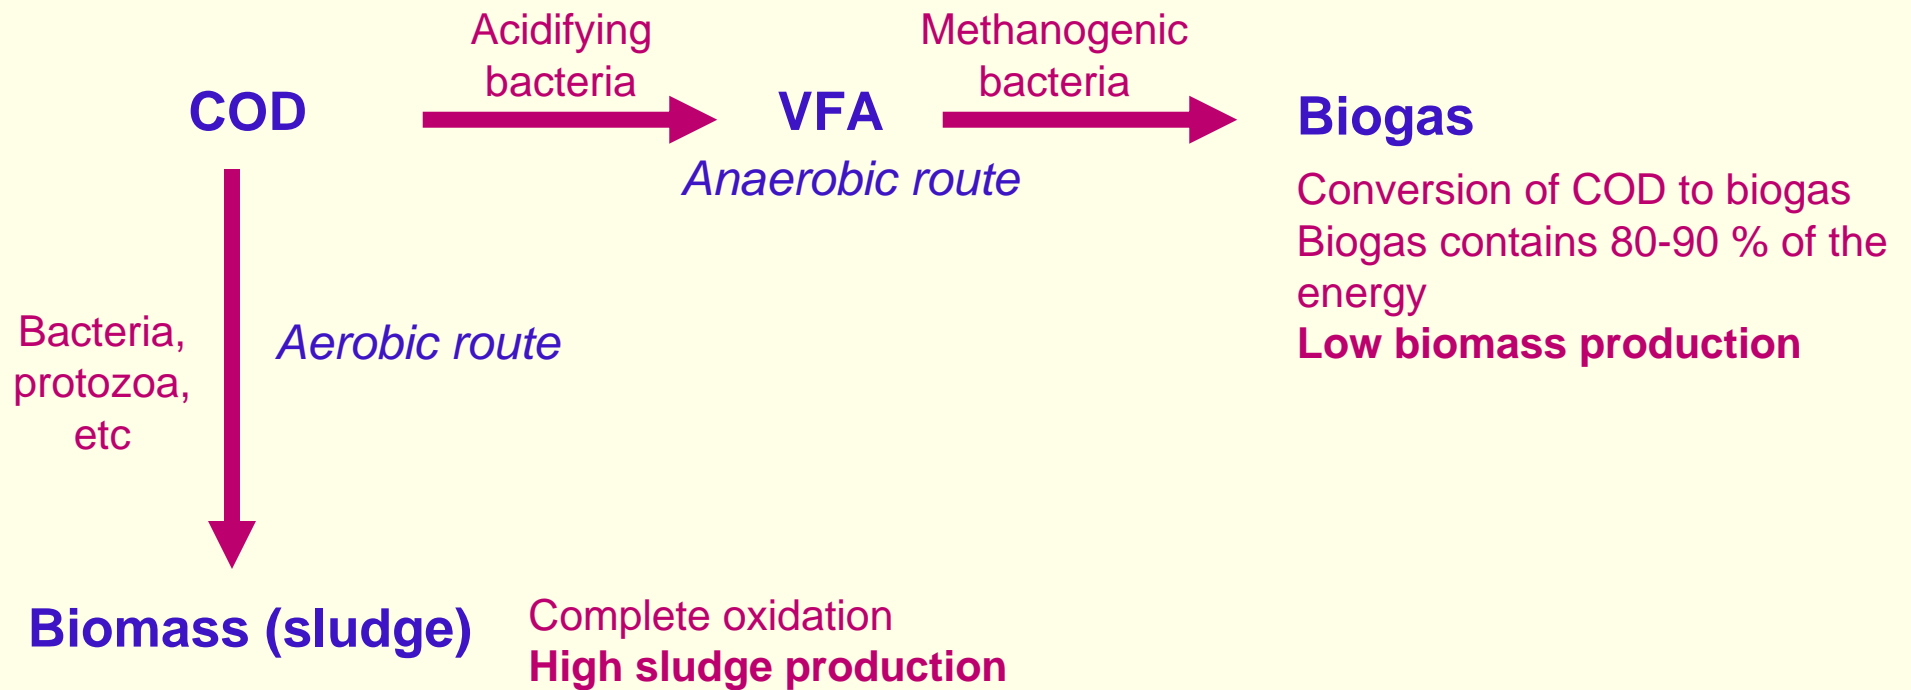 Acidifying
bacteria
Methanogenic
bacteria
COD
VFA
Biogas
Anaerobic route
Conversion of COD to biogas
Biogas contains 80-90 % of the
energy
Low biomass production
Bacteria,
protozoa,
etc
Aerobic route
Biomass (sludge)
Complete oxidation
High sludge production